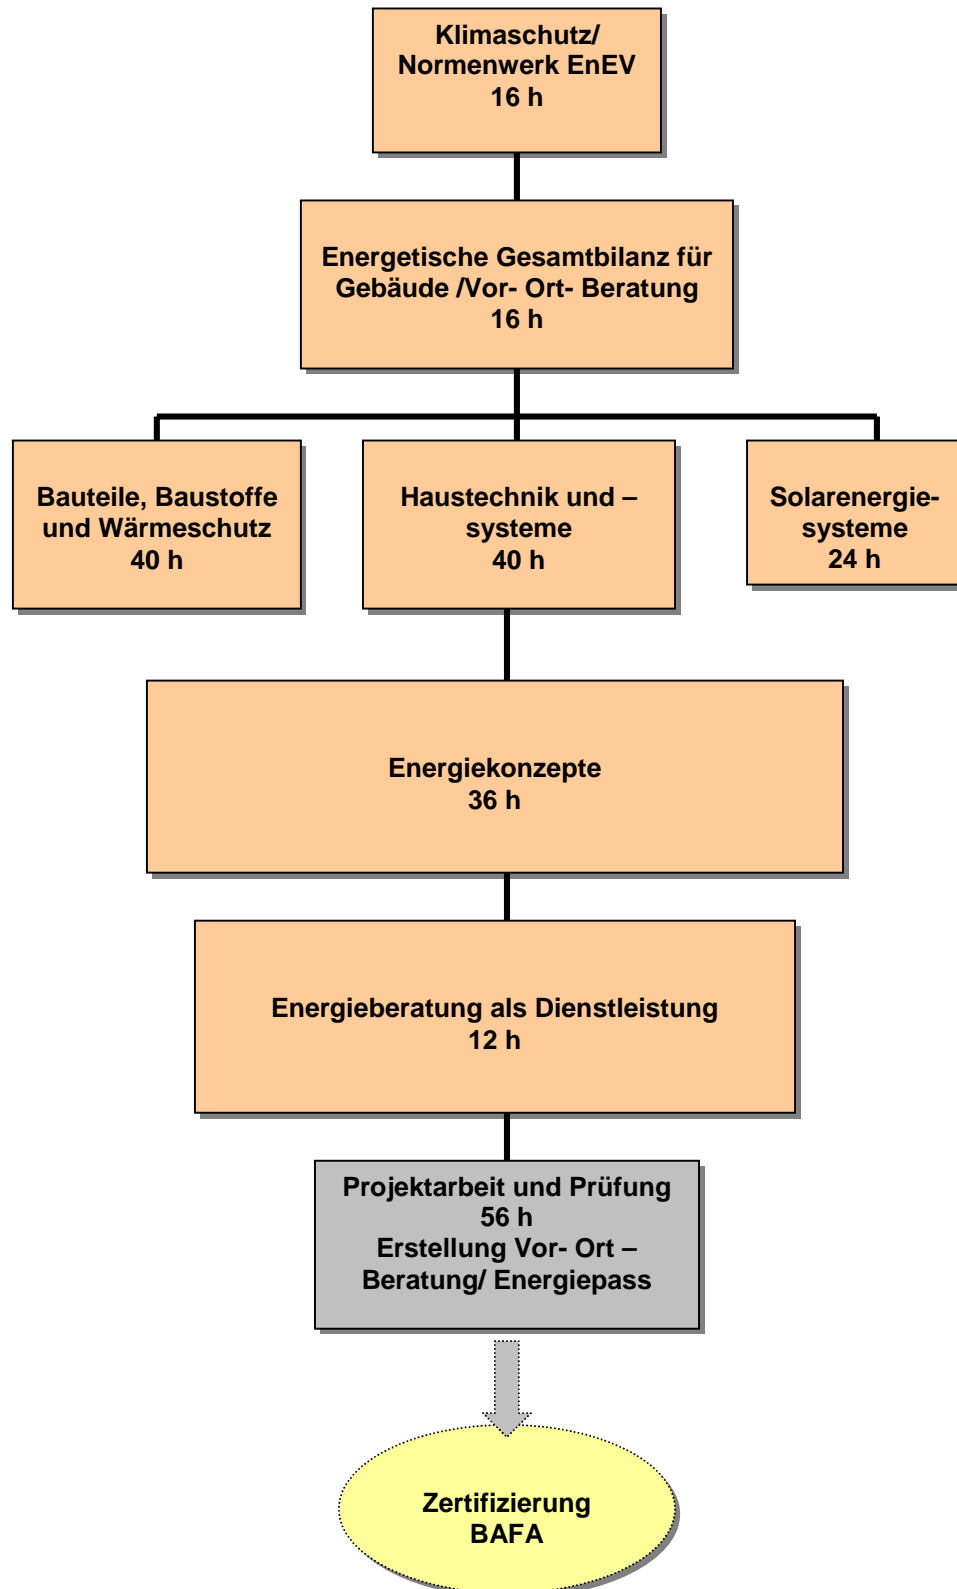 Klimaschutz/
Normenwerk EnEV
16 h
Energetische Gesamtbilanz für
Gebäude /Vor- Ort- Beratung
16 h
Bauteile, Baustoffe
und Wärmeschutz
40 h
Haustechnik und –
systeme
40 h
Solarenergie-
systeme
24 h
Energiekonzepte
36 h
Energieberatung als Dienstleistung
12 h
Projektarbeit und Prüfung
56 h
Erstellung Vor- Ort –
Beratung/ Energiepass
Zertifizierung
BAFA